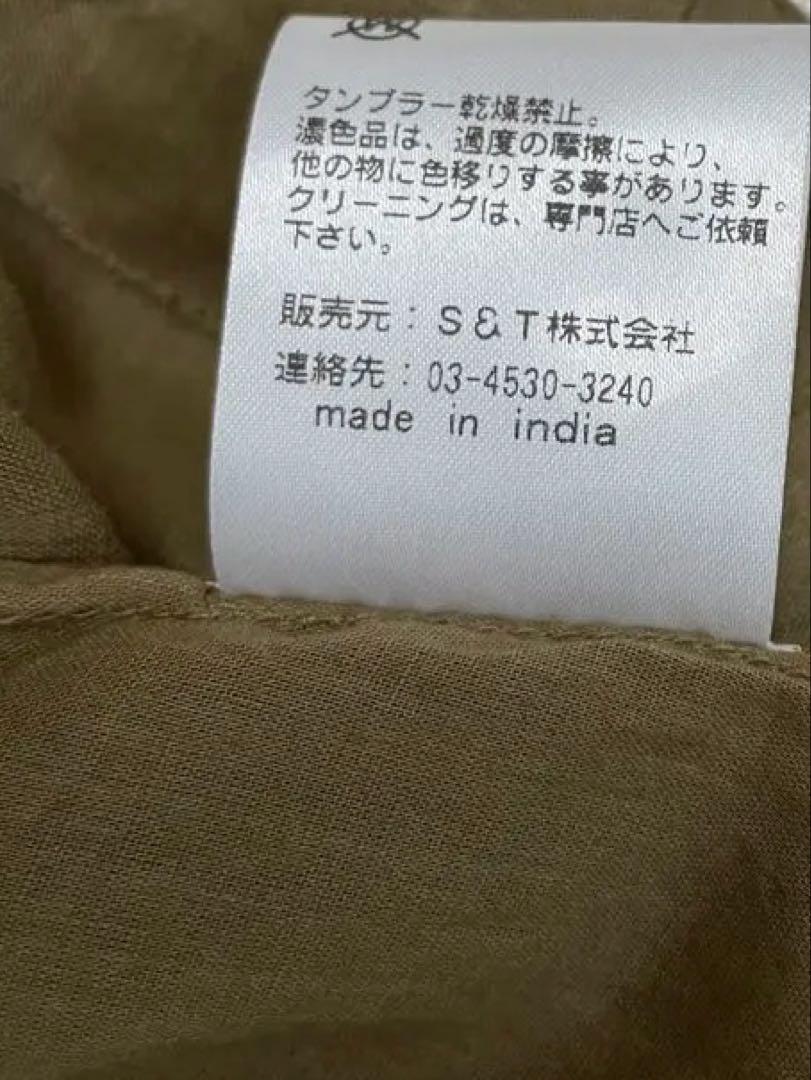 タンブラー乾燥禁止。
濃色品は、過度の摩擦により、
他の物に色移りする事があります。
クリーニングは、専門店へご依頼
下さい。
販売元：S&T株式会社
連絡先：03-4530-3240
made in india